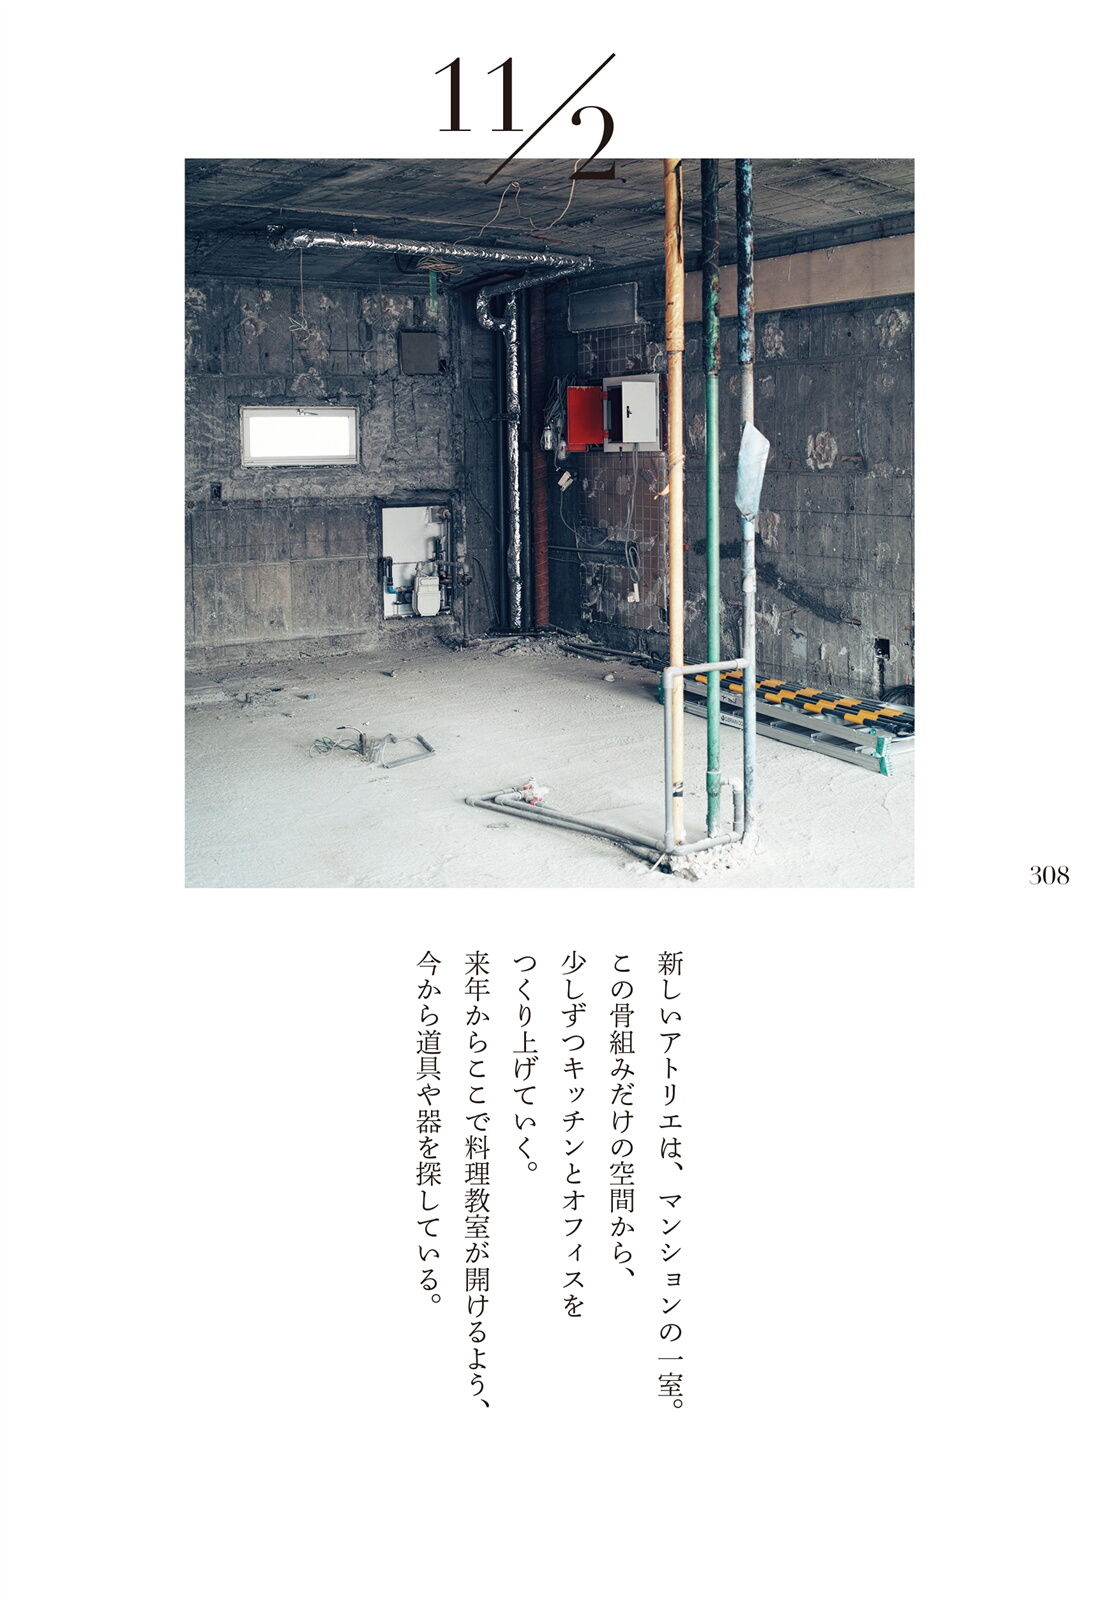 11/2
308
新しいアトリエは、マンションの一室。
この骨組みだけの空間から、
少しずつキッチンとオフィスを
つくり上げていく。
来年からここで料理教室が開けるよう、
今から道具や器を探している。